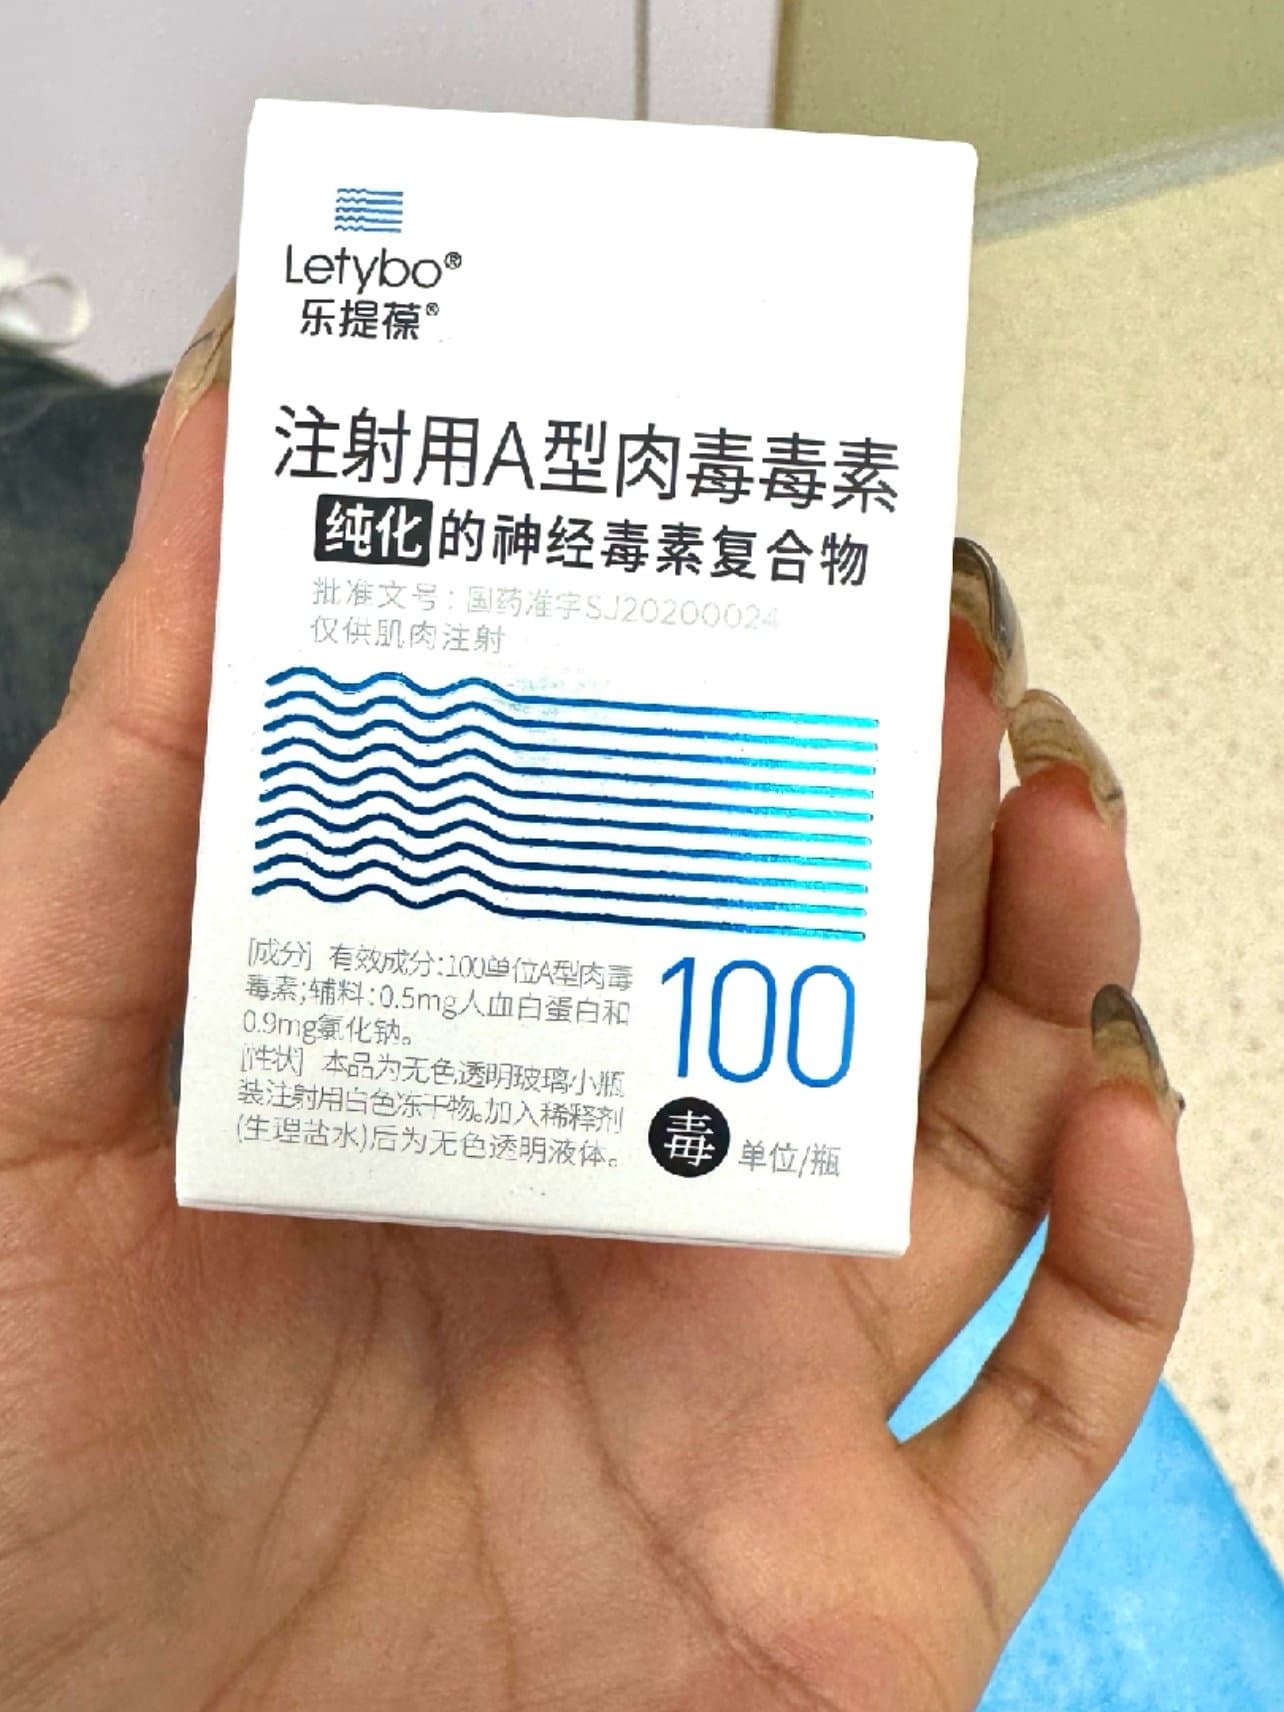 Letybo®
乐提葆®
注射用A型肉毒毒素
纯化的神经毒素复合物
批准文号：国药准字SJ20200024
仅供肌肉注射
[成分] 有效成分:100单位A型肉毒
毒素;辅料:0.5mg人血白蛋白和
0.9mg氯化钠。
[性状] 本品为无色透明玻璃小瓶
装注射用白色冻干物。加入稀释剂
(生理盐水)后为无色透明液体。
100
毒 单位/瓶